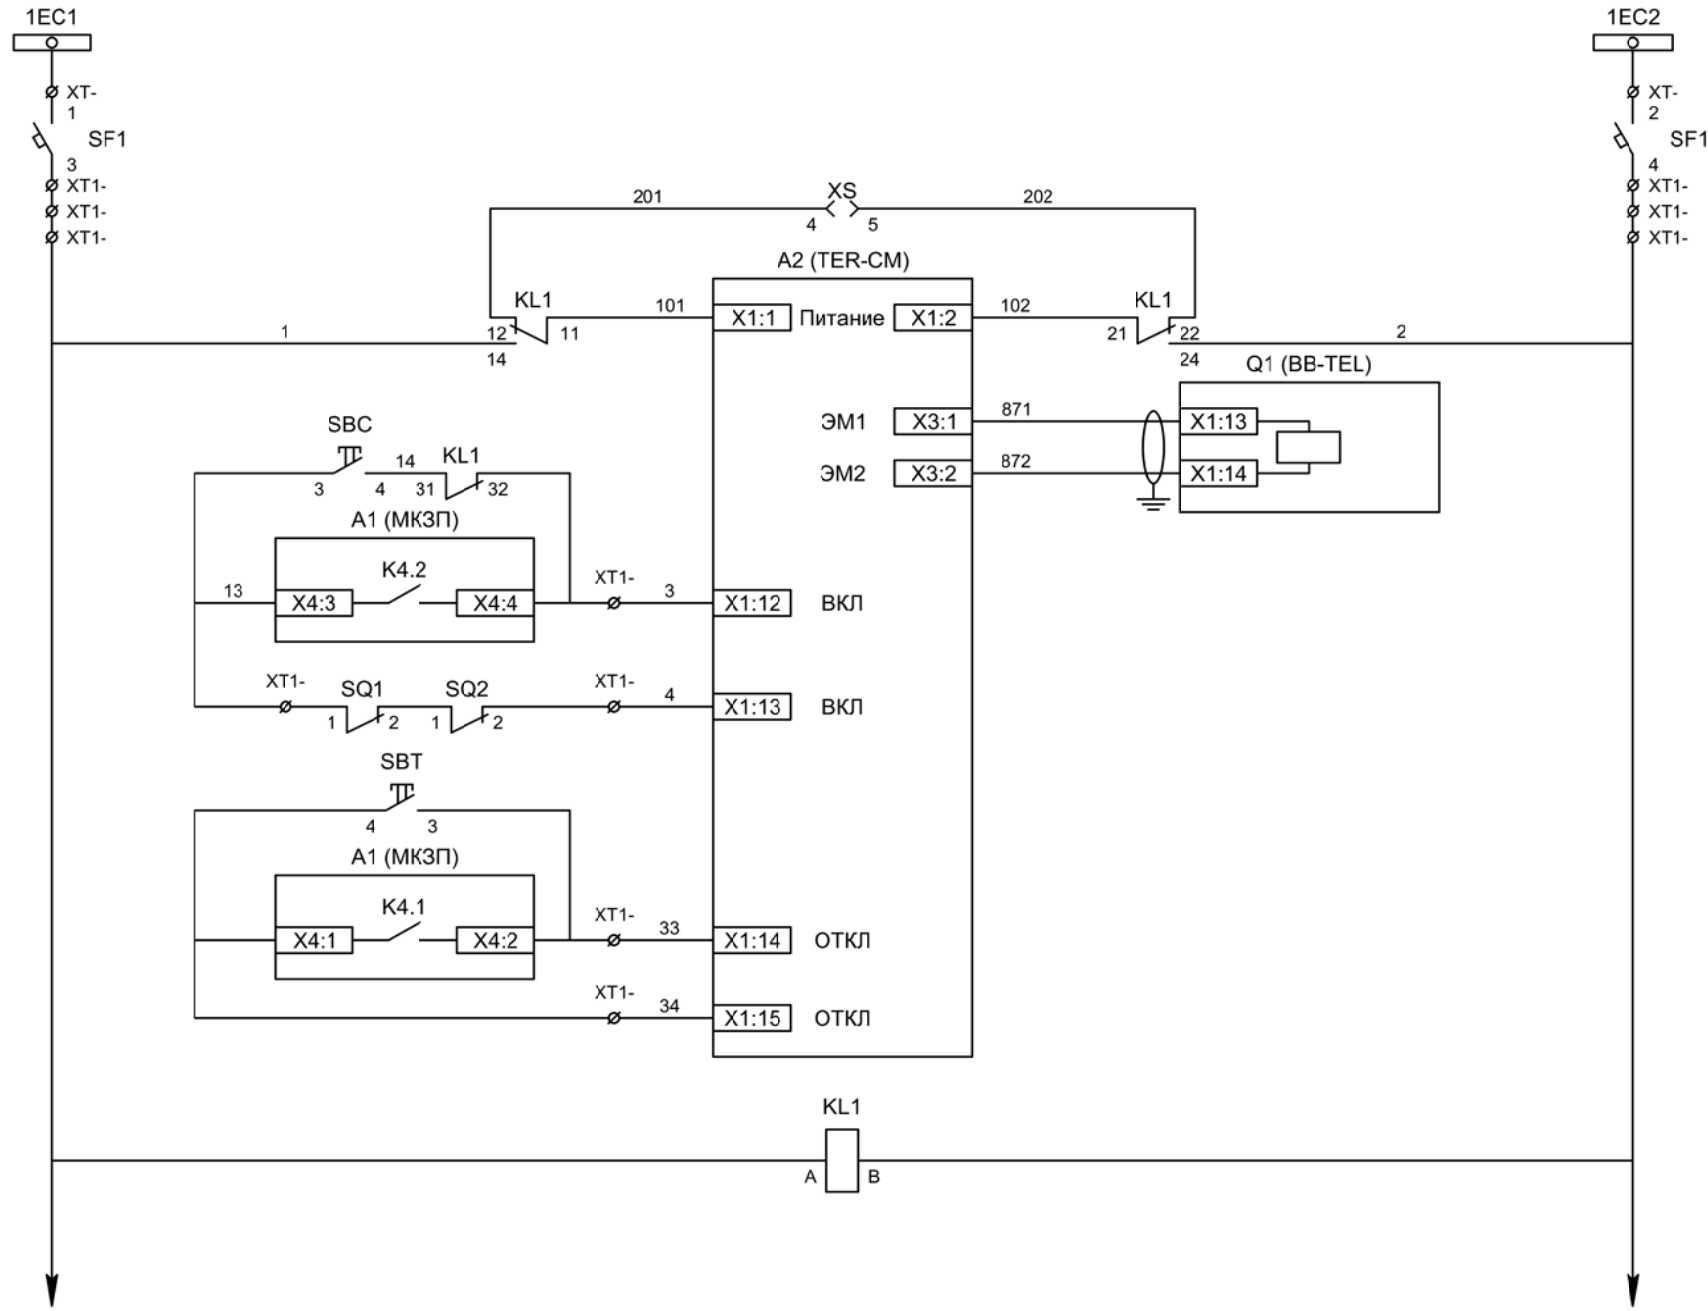 1EC1 1EC2
XT- XT-
1 2
SF1 SF1
3 4
XT1- XT1-
201 XS 202
XT1- XT1-
4 5
XT1- XT1-
A2 (TER-CM)
KL1 KL1
101 102
X1:1 Питание X1:2
1 12 11 21 22 2
14 24
Q1 (BB-TEL)
871
ЭМ1 X3:1 X1:13
SBC
14 KL1 872
ЭМ2 X3:2 X1:14
3 4 31 32
A1 (МКЗП)
K4.2 XT1-
13 3
X4:3 X4:4 X1:12 ВКЛ
XT1- SQ1 SQ2 XT1-
4
X1:13 ВКЛ
1 2 1 2
SBT
4 3
A1 (МКЗП)
K4.1 XT1-
33
X4:1 X4:2 X1:14 ОТКЛ
XT1-
34
X1:15 ОТКЛ
KL1
A B